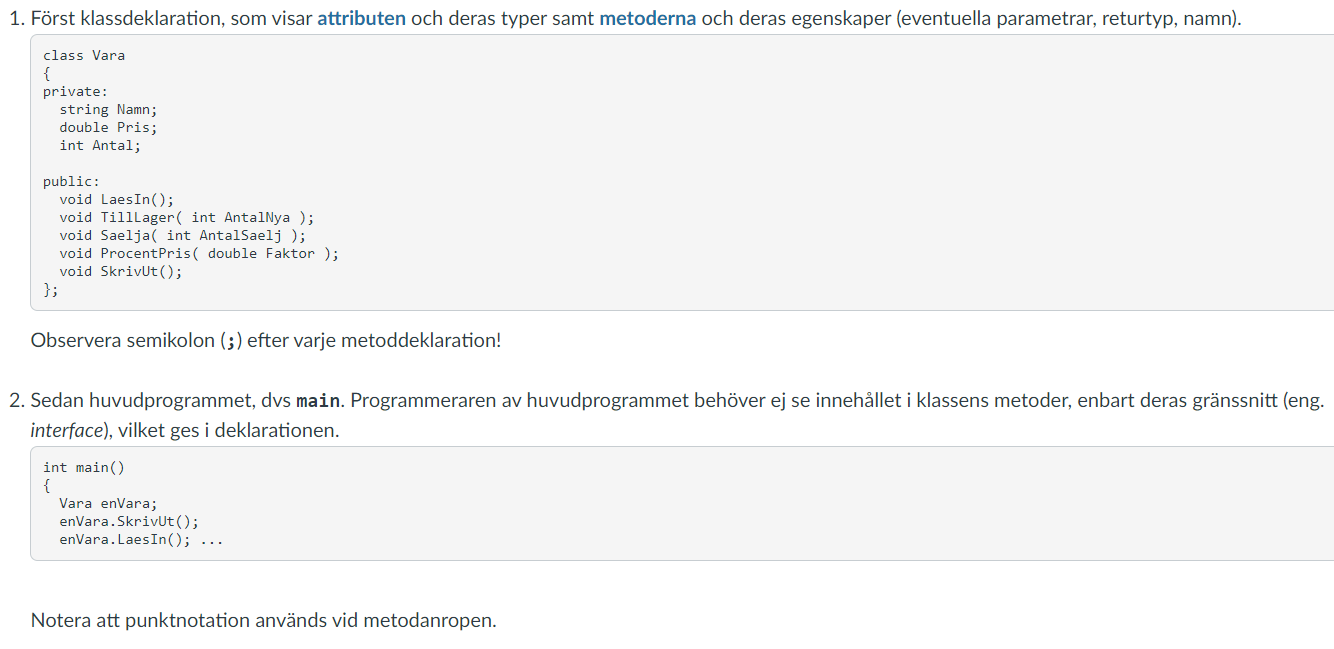 1. Först klassdeklaration, som visar attributen och deras typer samt metoderna och deras egenskaper (eventuella parametrar, returtyp, namn).
class Vara
{
private:
string Namn;
double Pris;
int Antal;
public:
void LaesIn();
void TillLager( int AntalNya );
void Saelja( int AntalSaelj );
void ProcentPris( double Faktor );
void SkrivUt();
};
Observera semikolon (;) efter varje metoddeklaration!
2. Sedan huvudprogrammet, dvs main. Programmeraren av huvudprogrammet behöver ej se innehållet i klassens metoder, enbart deras gränssnitt (eng.
interface), vilket ges i deklarationen.
int main()
{
Vara enVara;
enVara.SkrivUt();
enVara.LaesIn(); ...
Notera att punktnotation används vid metodanropen.